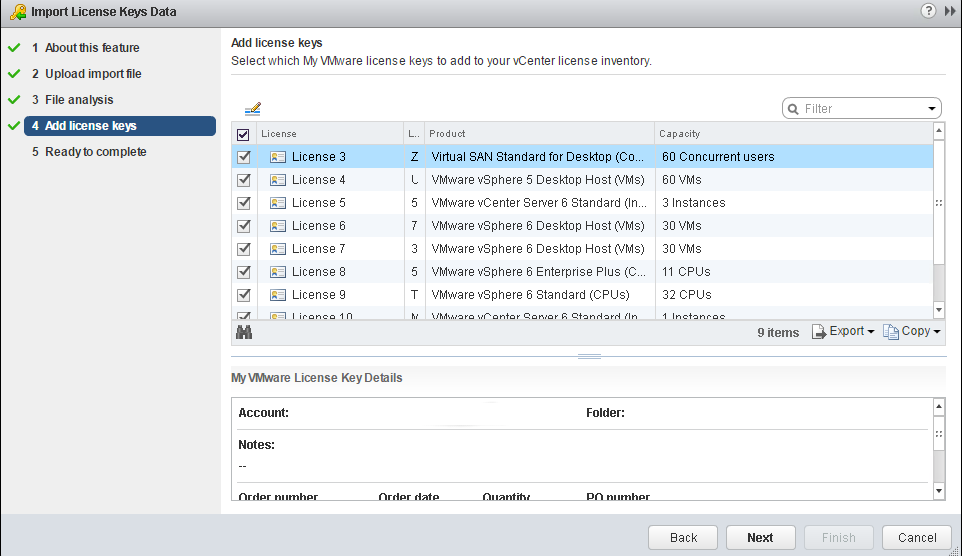 Import License Keys Data
1 About this feature
2 Upload import file
3 File analysis
4 Add license keys
5 Ready to complete
Add license keys
Select which My VMware license keys to add to your vCenter license inventory.
Filter
License L.. Product Capacity
License 3 Z Virtual SAN Standard for Desktop (Co... 60 Concurrent users
License 4 U VMware vSphere 5 Desktop Host (VMs) 60 VMs
License 5 5 VMware vCenter Server 6 Standard (In... 3 Instances
License 6 7 VMware vSphere 6 Desktop Host (VMs) 30 VMs
License 7 3 VMware vSphere 6 Desktop Host (VMs) 30 VMs
License 8 5 VMware vSphere 6 Enterprise Plus (C... 11 CPUs
License 9 T VMware vSphere 6 Standard (CPUs) 32 CPUs
License 10 M VMware vCenter Server 6 Standard (In... 1 Instances
9 items Export Copy
My VMware License Key Details
Account: Folder:
Notes:
--
Order number Order date Quantity PO number
Back Next Finish Cancel